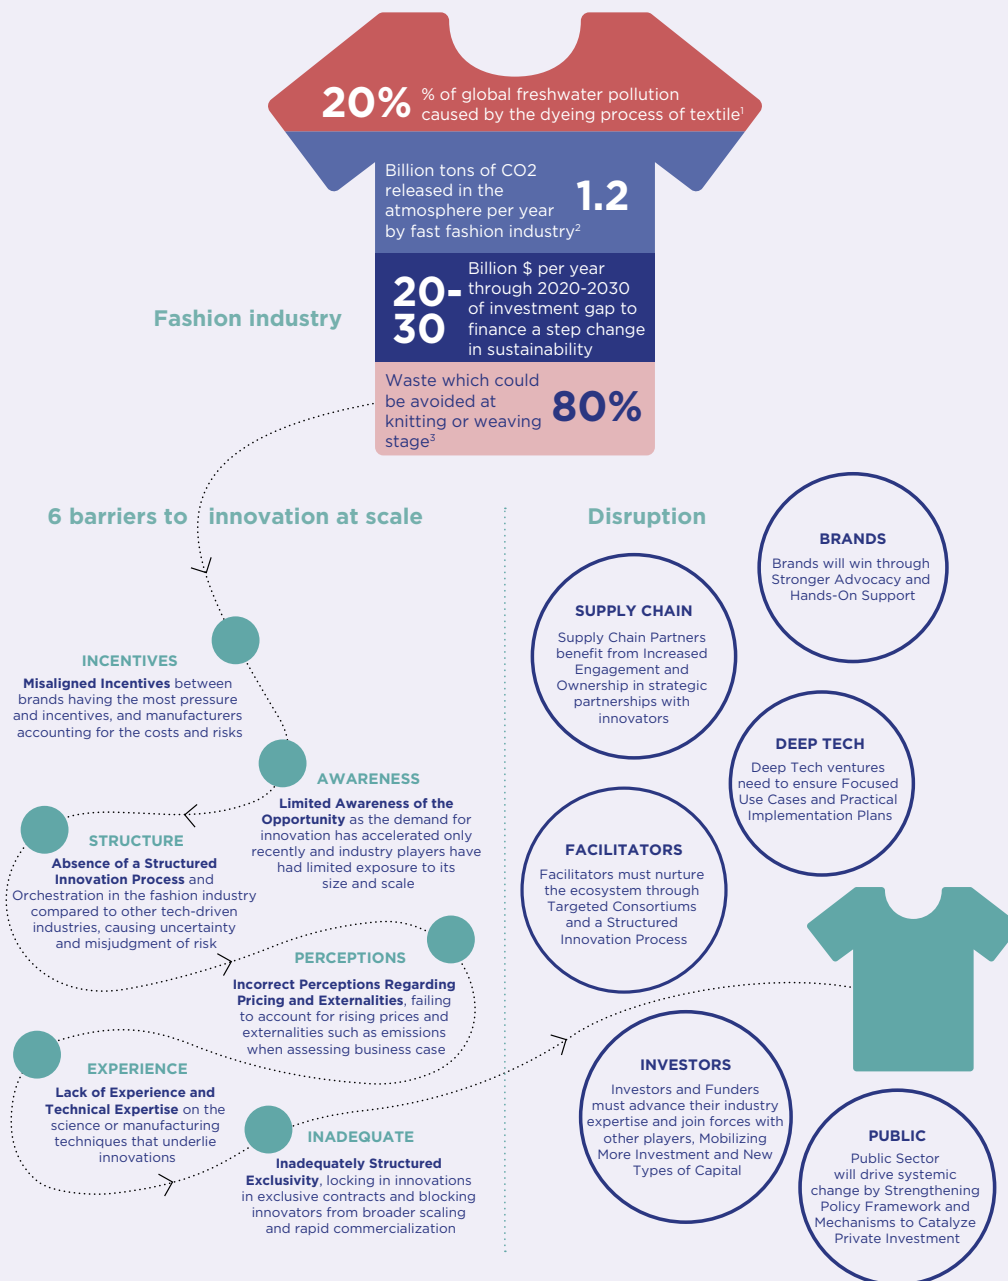 20%
% of global freshwater pollution
caused by the dyeing process of textile¹
Billion tons of CO2
released in the
atmosphere per year
by fast fashion industry²
1.2
20-
30
Billion $ per year
through 2020-2030
of investment gap to
finance a step change
in sustainability
Fashion industry
Waste which could
be avoided at
knitting or weaving
stage³
80%
6 barriers to innovation at scale
INCENTIVES
Misaligned Incentives between
brands having the most pressure
and incentives, and manufacturers
accounting for the costs and risks
AWARENESS
Limited Awareness of the
Opportunity as the demand for
innovation has accelerated only
recently and industry players have
had limited exposure to its
size and scale
STRUCTURE
Absence of a Structured
Innovation Process and
Orchestration in the fashion industry
compared to other tech-driven
industries, causing uncertainty
and misjudgment of risk
PERCEPTIONS
Incorrect Perceptions Regarding
Pricing and Externalities, failing
to account for rising prices and
externalities such as emissions
when assessing business case
EXPERIENCE
Lack of Experience and
Technical Expertise on the
science or manufacturing
techniques that underlie
innovations
INADEQUATE
Inadequately Structured
Exclusivity, locking in innovations
in exclusive contracts and blocking
innovators from broader scaling
and rapid commercialization
Disruption
BRANDS
Brands will win through
Stronger Advocacy and
Hands-On Support
SUPPLY CHAIN
Supply Chain Partners
benefit from Increased
Engagement and
Ownership in strategic
partnerships with
innovators
DEEP TECH
Deep Tech ventures
need to ensure Focused
Use Cases and Practical
Implementation Plans
FACILITATORS
Facilitators must nurture
the ecosystem through
Targeted Consortiums
and a Structured
Innovation Process
INVESTORS
Investors and Funders
must advance their industry
expertise and join forces with
other players, Mobilizing
More Investment and New
Types of Capital
PUBLIC
Public Sector
will drive systemic
change by Strengthening
Policy Framework and
Mechanisms to Catalyze
Private Investment